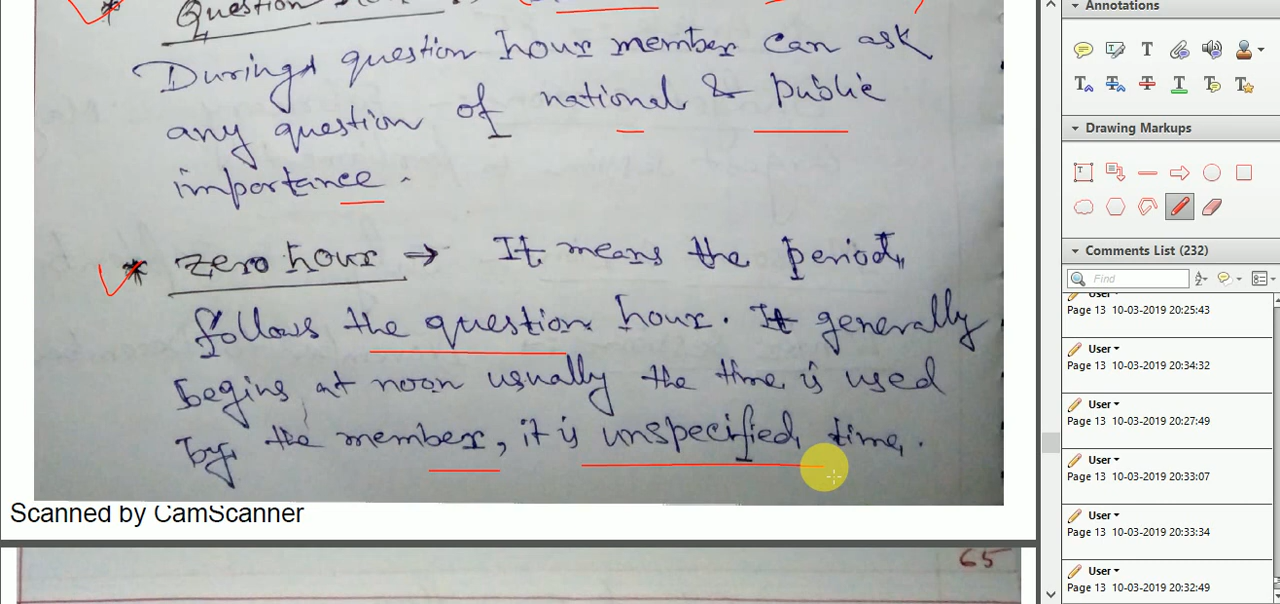 * Question
During question hour member can ask
any question of national & public
importance.
* Zero hour → It means the period,
follows the question hour. It generally
begins at noon usually the time is used
by the member, it is unspecified time.
Scanned by CamScanner
65
Annotations
Drawing Markups
Comments List (232)
Find
User
Page 13 10-03-2019 20:25:43
User
Page 13 10-03-2019 20:34:32
User
Page 13 10-03-2019 20:27:49
User
Page 13 10-03-2019 20:33:07
User
Page 13 10-03-2019 20:33:34
User
Page 13 10-03-2019 20:32:49